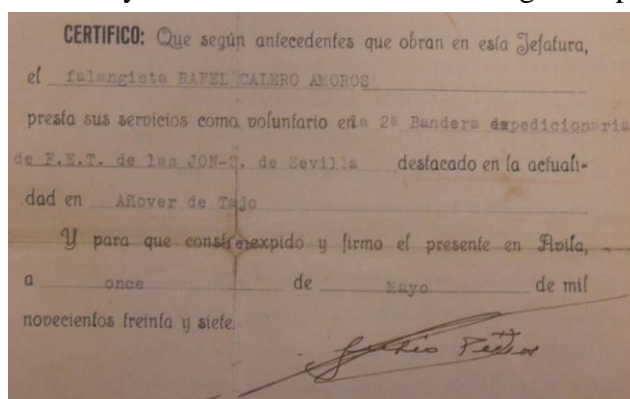 CERTIFICO: Que según antecedentes que obran en esta Jefatura,
el falangista RAFEL CALERO AMOROS
presta sus servicios como voluntario en la 2ª Bandera expedicionaria
de F.E.T. de las JON-S. de Sevilla destacado en la actuali-
dad en Añover de Tajo
Y para que conste expido y firmo el presente en Avila,
a once de Mayo de mil
novecientos treinta y siete.